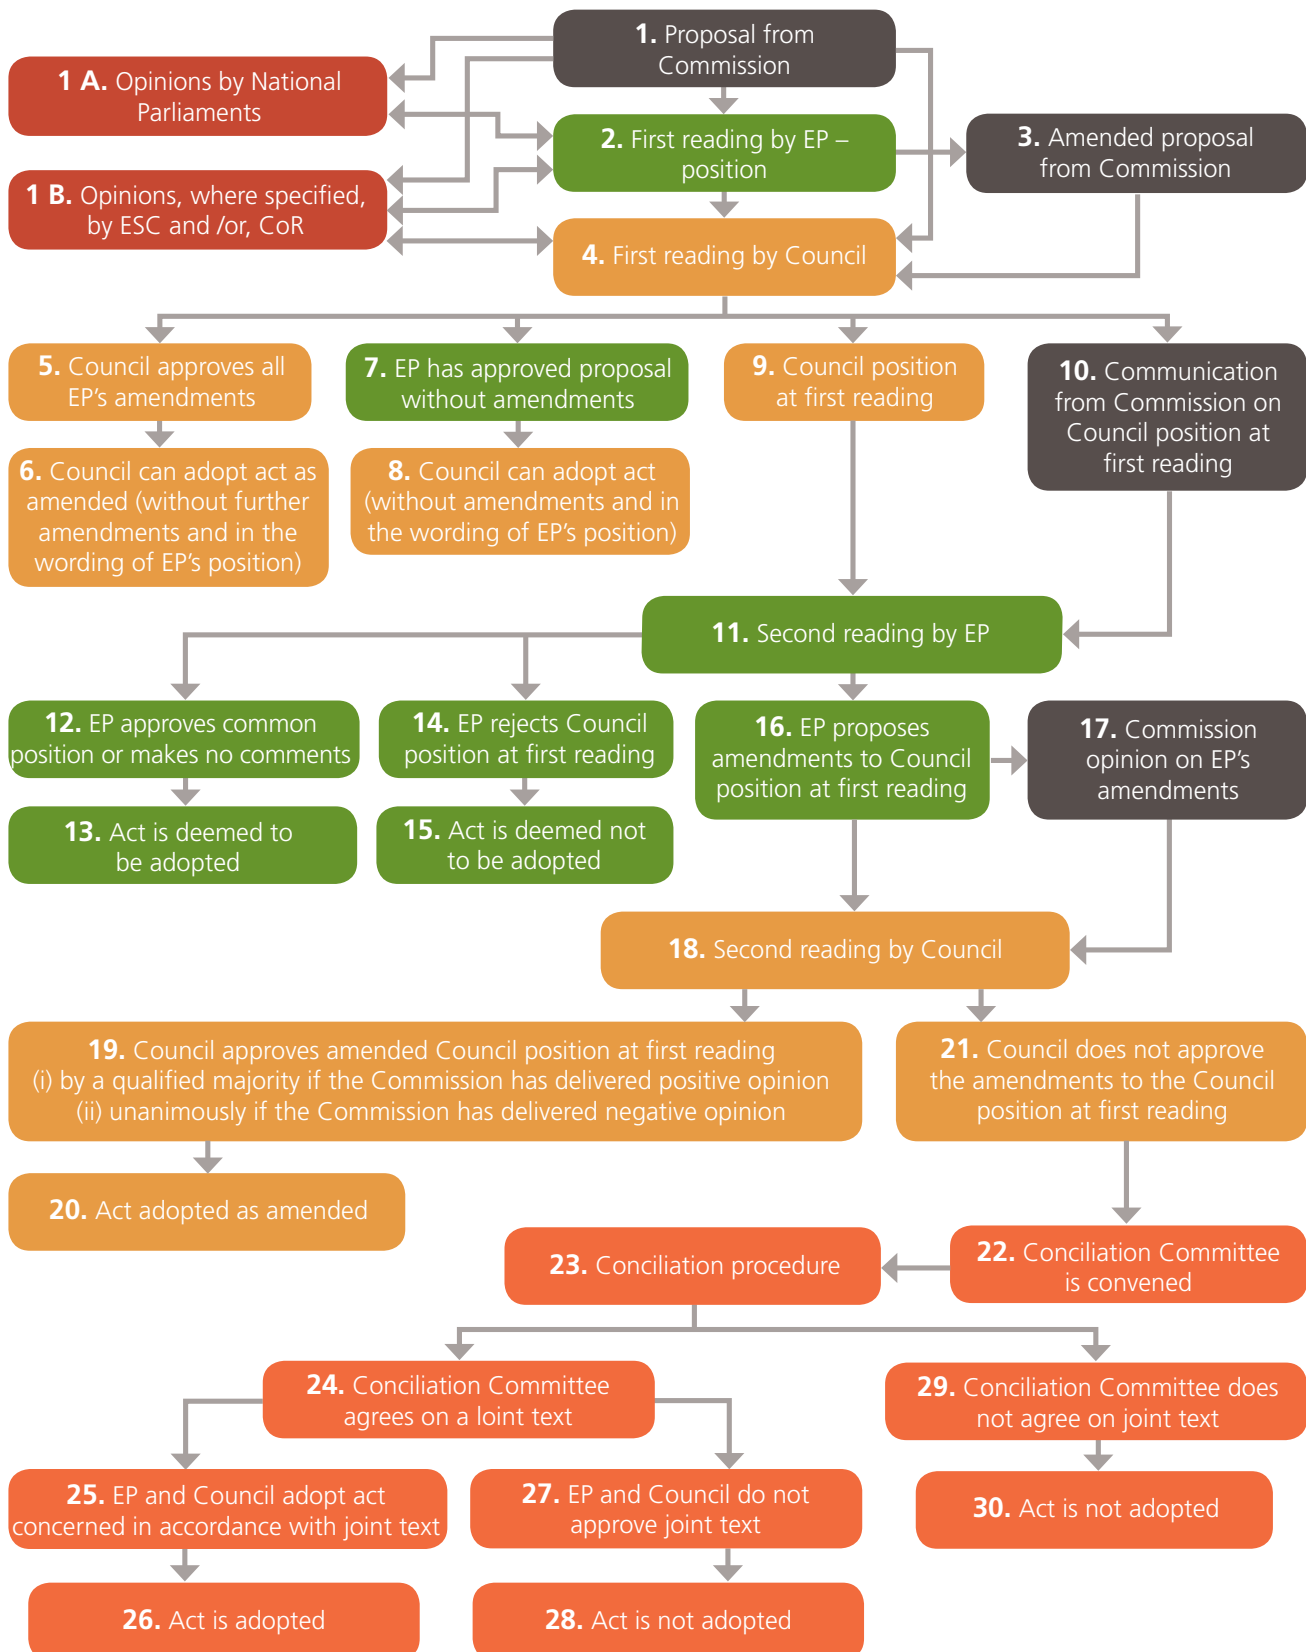 1. Proposal from
Commission
1 A. Opinions by National
Parliaments
2. First reading by EP –
position
3. Amended proposal
from Commission
1 B. Opinions, where specified,
by ESC and /or, CoR
4. First reading by Council
5. Council approves all
EP's amendments
7. EP has approved proposal
without amendments
9. Council position
at first reading
10. Communication
from Commission on
Council position at
first reading
6. Council can adopt act as
amended (without further
amendments and in the
wording of EP's position)
8. Council can adopt act
(without amendments and in
the wording of EP's position)
11. Second reading by EP
12. EP approves common
position or makes no comments
14. EP rejects Council
position at first reading
16. EP proposes
amendments to Council
position at first reading
17. Commission
opinion on EP's
amendments
13. Act is deemed to
be adopted
15. Act is deemed not
to be adopted
18. Second reading by Council
19. Council approves amended Council position at first reading
(i) by a qualified majority if the Commission has delivered positive opinion
(ii) unanimously if the Commission has delivered negative opinion
21. Council does not approve
the amendments to the Council
position at first reading
20. Act adopted as amended
23. Conciliation procedure
22. Conciliation Committee
is convened
24. Conciliation Committee
agrees on a loint text
29. Conciliation Committee does
not agree on joint text
25. EP and Council adopt act
concerned in accordance with joint text
27. EP and Council do not
approve joint text
30. Act is not adopted
26. Act is adopted
28. Act is not adopted